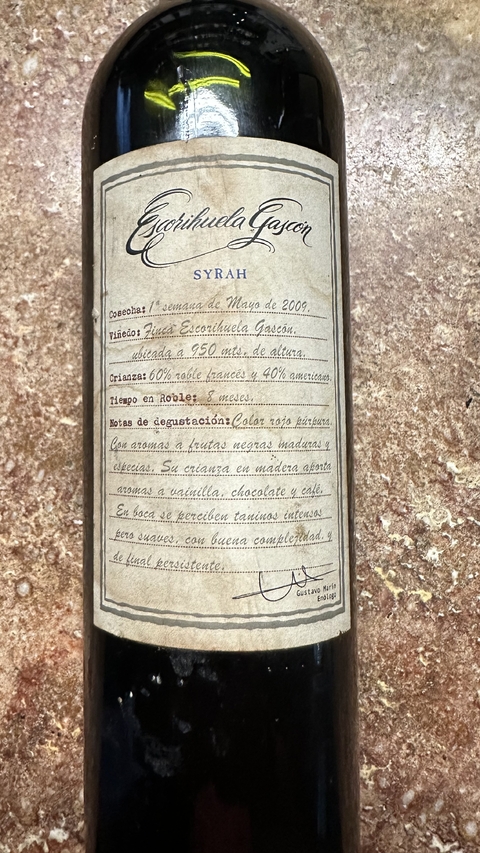 Escorihuela Gascón
SYRAH
Cosecha: 1ª semana de Mayo de 2009.
Viñedo: Finca Escorihuela Gascón,
ubicada a 950 mts. de altura.
Crianza: 60% roble francés y 40% americano.
Tiempo en Roble: 8 meses.
Notas de degustación: Color rojo púrpura.
Con aromas a frutas negras maduras y
especias. Su crianza en madera aporta
aromas a vainilla, chocolate y café.
En boca se perciben taninos intensos
pero suaves, con buena complejidad, y
de final persistente.
Gustavo Marín
Enólogo